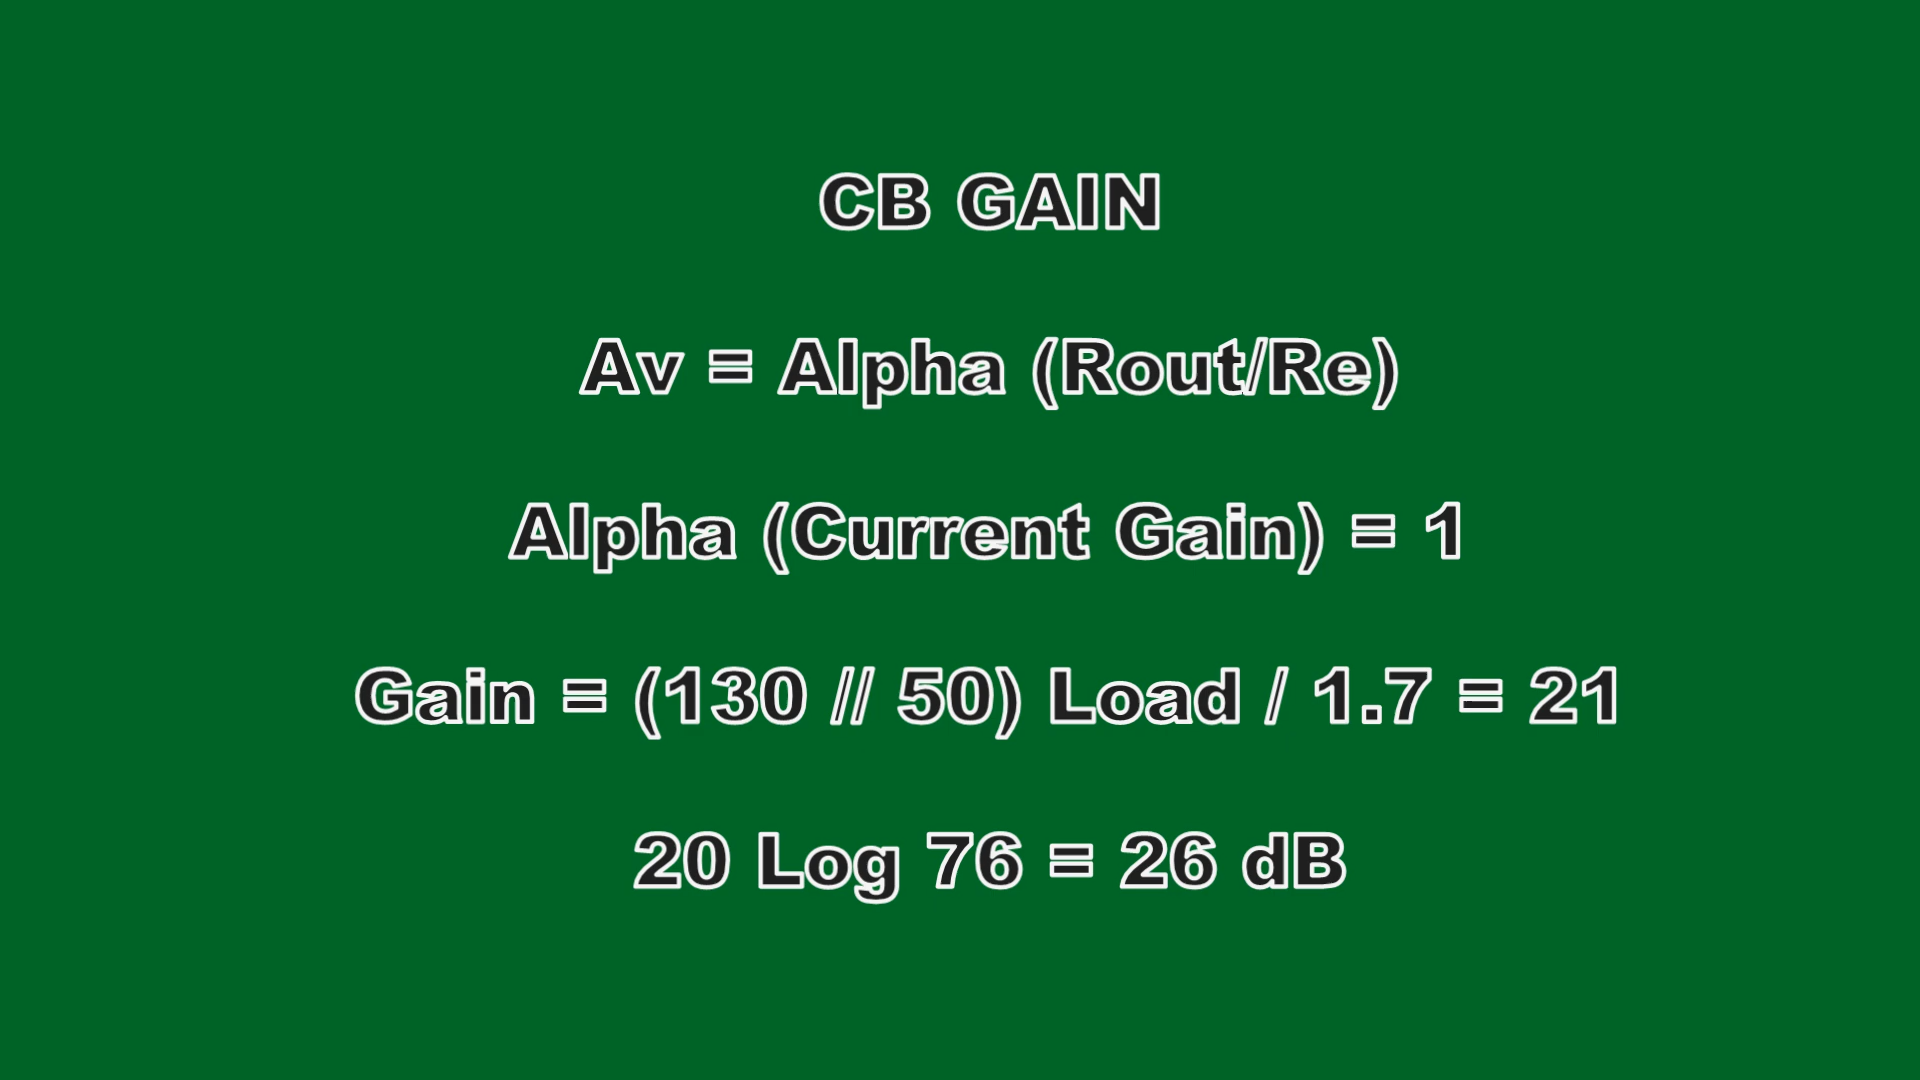 CB GAIN
Av = Alpha (Rout/Re)
Alpha (Current Gain) = 1
Gain = (130 // 50) Load / 1.7 = 21
20 Log 76 = 26 dB